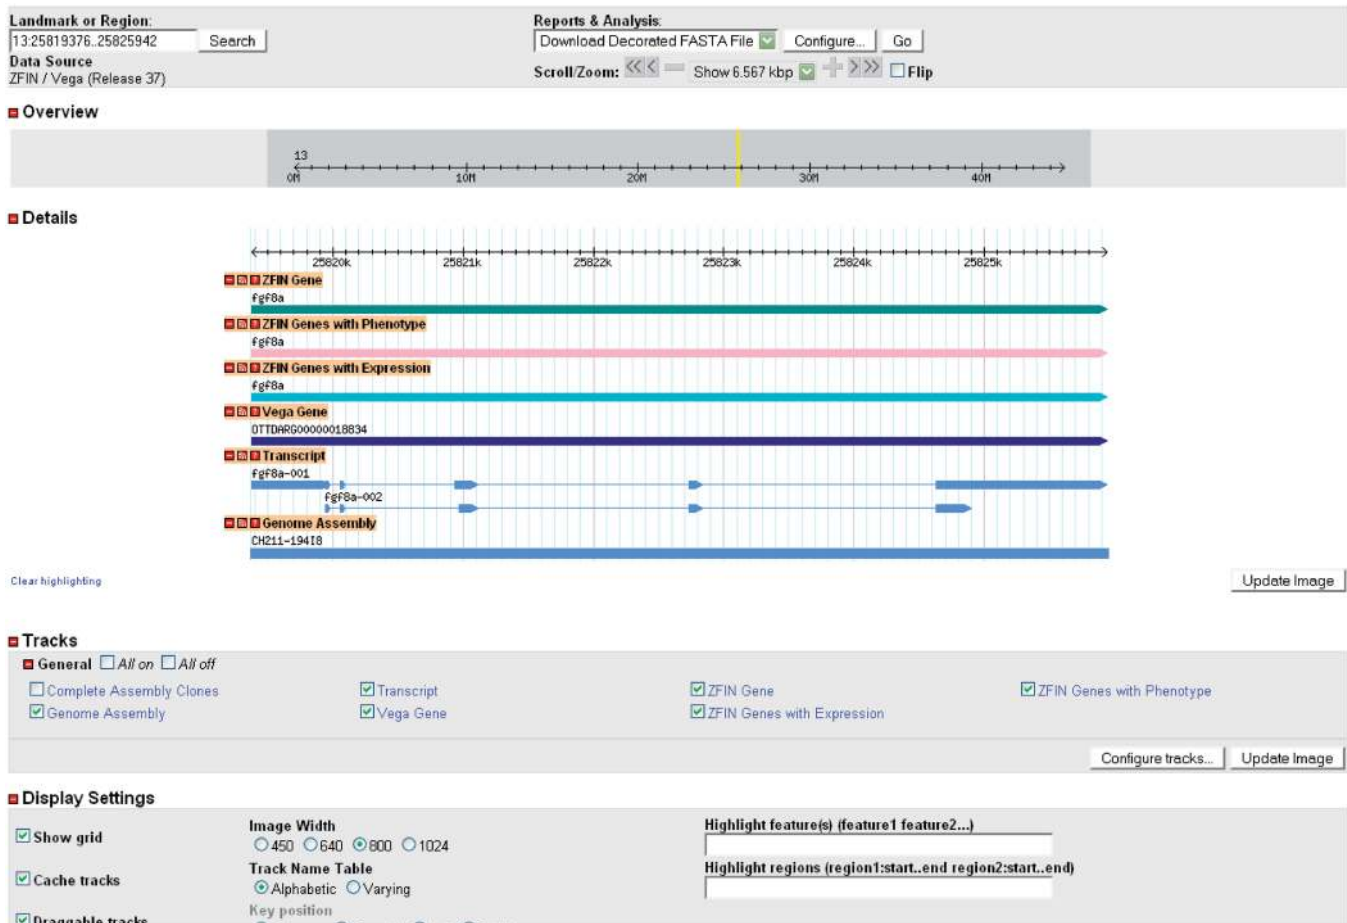 Landmark or Region:
13:25819376..25825942 Search
Data Source
ZFIN / Vega (Release 37)
Reports & Analysis:
Download Decorated FASTA File Configure... Go
Scroll/Zoom: << < Show 6.567 kbp > >> Flip
Overview
13
0M 10M 20M 30M 40M
Details
25820k 25821k 25822k 25823k 25824k 25825k
ZFIN Gene
fgf8a
ZFIN Genes with Phenotype
fgf8a
ZFIN Genes with Expression
fgf8a
Vega Gene
OTTDARG00000018834
Transcript
fgf8a-001
fgf8a-002
Genome Assembly
CH211-194I8
Clear highlighting Update Image
Tracks
General All on All off
Complete Assembly Clones Transcript ZFIN Gene ZFIN Genes with Phenotype
Genome Assembly Vega Gene ZFIN Genes with Expression
Configure tracks... Update Image
Display Settings
Show grid
Image Width
450 640 800 1024
Highlight feature(s) (feature1 feature2...)
Cache tracks
Track Name Table
Alphabetic Varying
Highlight regions (region1:start..end region2:start..end)
Draggable tracks
Key position